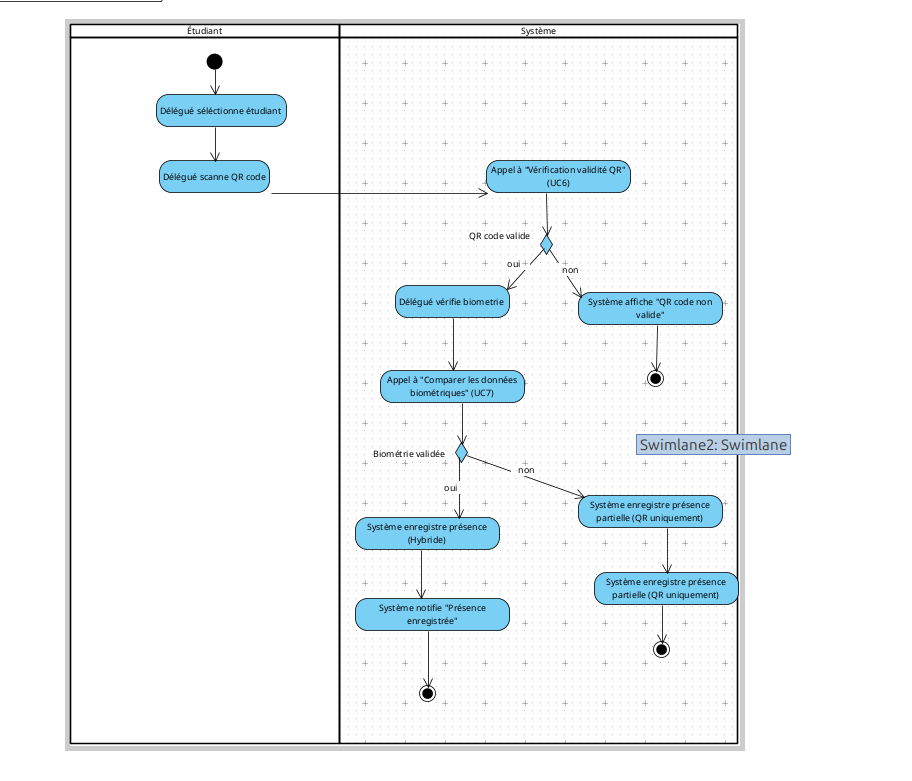 Étudiant
Système
Délégué séléctionne étudiant
Délégué scanne QR code
Appel à "Vérification validité QR"
(UC6)
QR code valide
oui
non
Délégué vérifie biometrie
Système affiche "QR code non
valide"
Appel à "Comparer les données
biométriques" (UC7)
Swimlane2: Swimlane
Biométrie validée
non
oui
Système enregistre présence
partielle (QR uniquement)
Système enregistre présence
(Hybride)
Système enregistre présence
partielle (QR uniquement)
Système notifie "Présence
enregistrée"